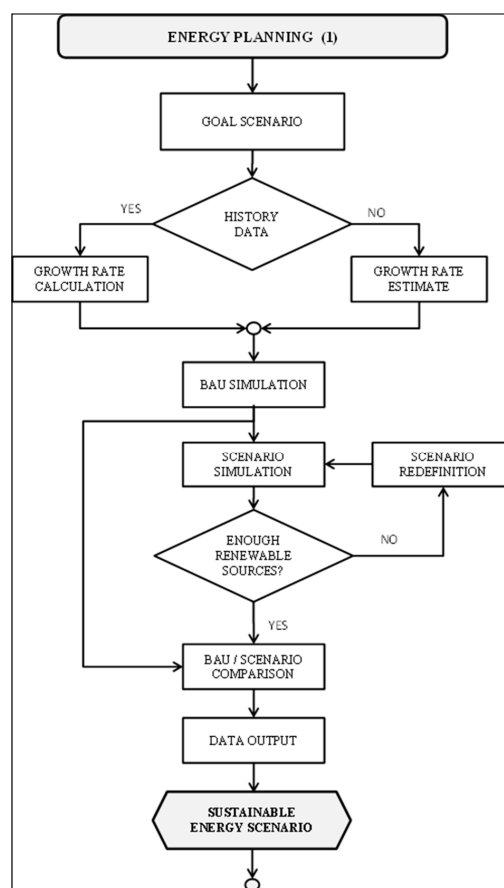 ENERGY PLANNING (1)
GOAL SCENARIO
HISTORY
DATA
YES
NO
GROWTH RATE
CALCULATION
GROWTH RATE
ESTIMATE
BAU SIMULATION
SCENARIO
SIMULATION
SCENARIO
REDEFINITION
ENOUGH
RENEWABLE
SOURCES?
NO
YES
BAU / SCENARIO
COMPARISON
DATA OUTPUT
SUSTAINABLE
ENERGY SCENARIO